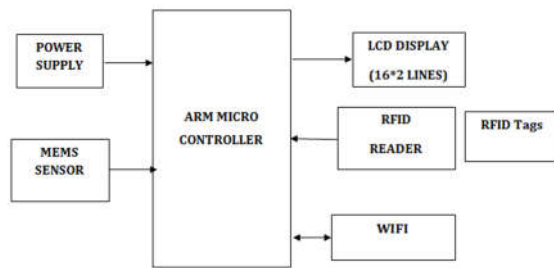 POWER
SUPPLY
MEMS
SENSOR
ARM MICRO
CONTROLLER
LCD DISPLAY
(16*2 LINES)
RFID
READER
RFID Tags
WIFI